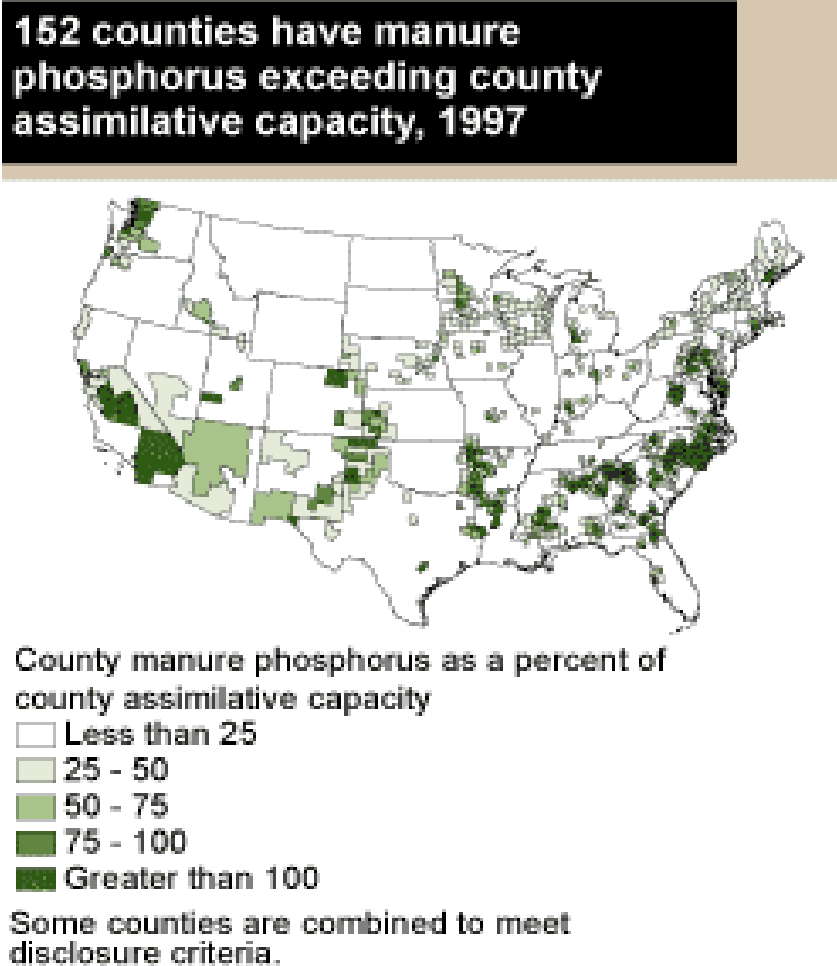 152 counties have manure
phosphorus exceeding county
assimilative capacity, 1997
County manure phosphorus as a percent of
county assimilative capacity
Less than 25
25 - 50
50 - 75
75 - 100
Greater than 100
Some counties are combined to meet
disclosure criteria.